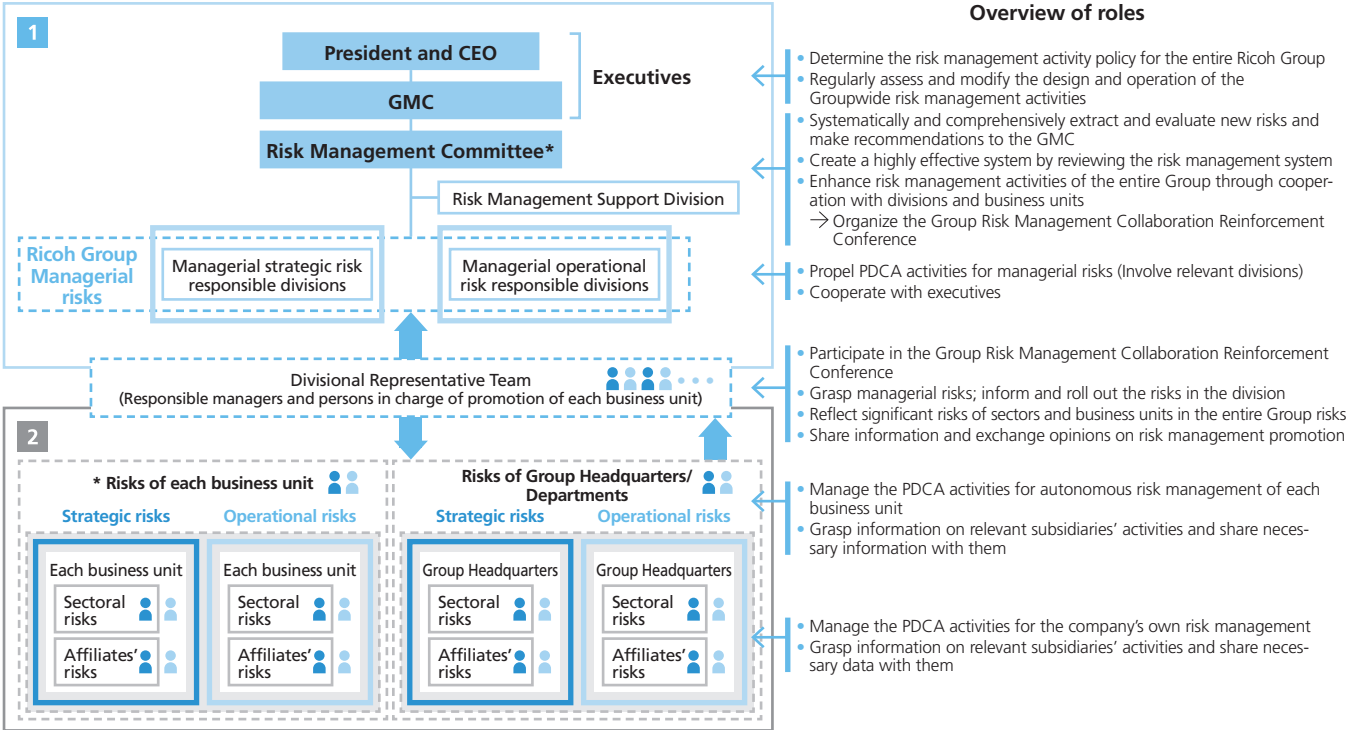 Overview of roles
1
President and CEO
GMC
Executives
Risk Management Committee*
Risk Management Support Division
Ricoh Group
Managerial
risks
Managerial strategic risk
responsible divisions
Managerial operational
risk responsible divisions
• Determine the risk management activity policy for the entire Ricoh Group
• Regularly assess and modify the design and operation of the
Groupwide risk management activities
• Systematically and comprehensively extract and evaluate new risks and
make recommendations to the GMC
• Create a highly effective system by reviewing the risk management system
• Enhance risk management activities of the entire Group through cooper-
ation with divisions and business units
→ Organize the Group Risk Management Collaboration Reinforcement
Conference
• Propel PDCA activities for managerial risks (Involve relevant divisions)
• Cooperate with executives
Divisional Representative Team
(Responsible managers and persons in charge of promotion of each business unit)
• Participate in the Group Risk Management Collaboration Reinforcement
Conference
• Grasp managerial risks; inform and roll out the risks in the division
• Reflect significant risks of sectors and business units in the entire Group risks
• Share information and exchange opinions on risk management promotion
2
* Risks of each business unit
Strategic risks
Operational risks
Each business unit
Sectoral
risks
Affiliates’
risks
Each business unit
Sectoral
risks
Affiliates’
risks
Risks of Group Headquarters/
Departments
Strategic risks
Operational risks
Group Headquarters
Sectoral
risks
Affiliates’
risks
Group Headquarters
Sectoral
risks
Affiliates’
risks
• Manage the PDCA activities for autonomous risk management of each
business unit
• Grasp information on relevant subsidiaries’ activities and share neces-
sary information with them
• Manage the PDCA activities for the company’s own risk management
• Grasp information on relevant subsidiaries’ activities and share neces-
sary data with them